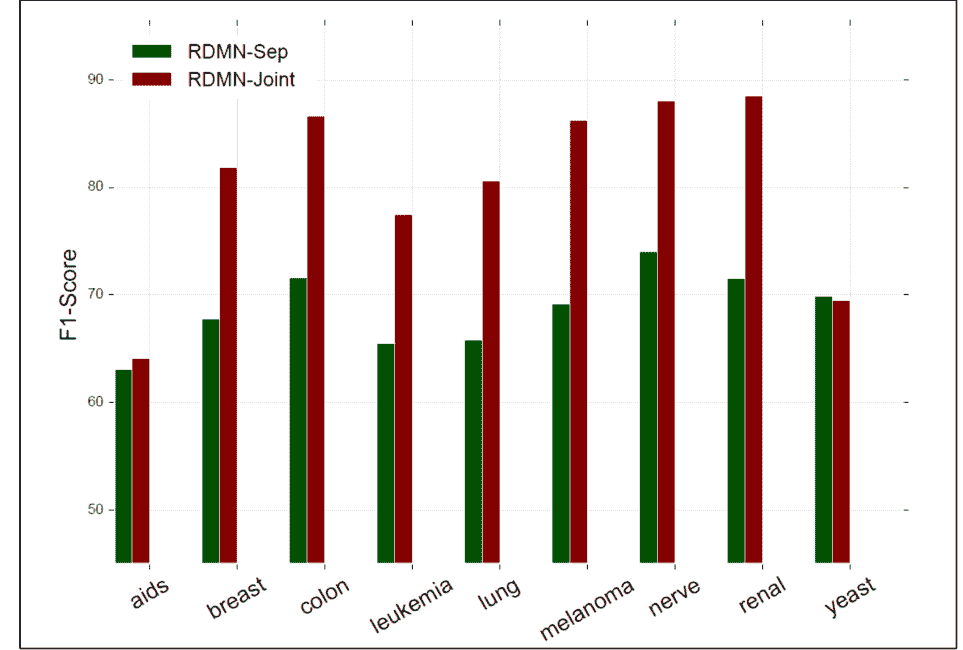 RDMN-Sep
RDMN-Joint
F1-Score
90
80
70
60
50
aids
breast
colon
leukemia
lung
melanoma
nerve
renal
yeast